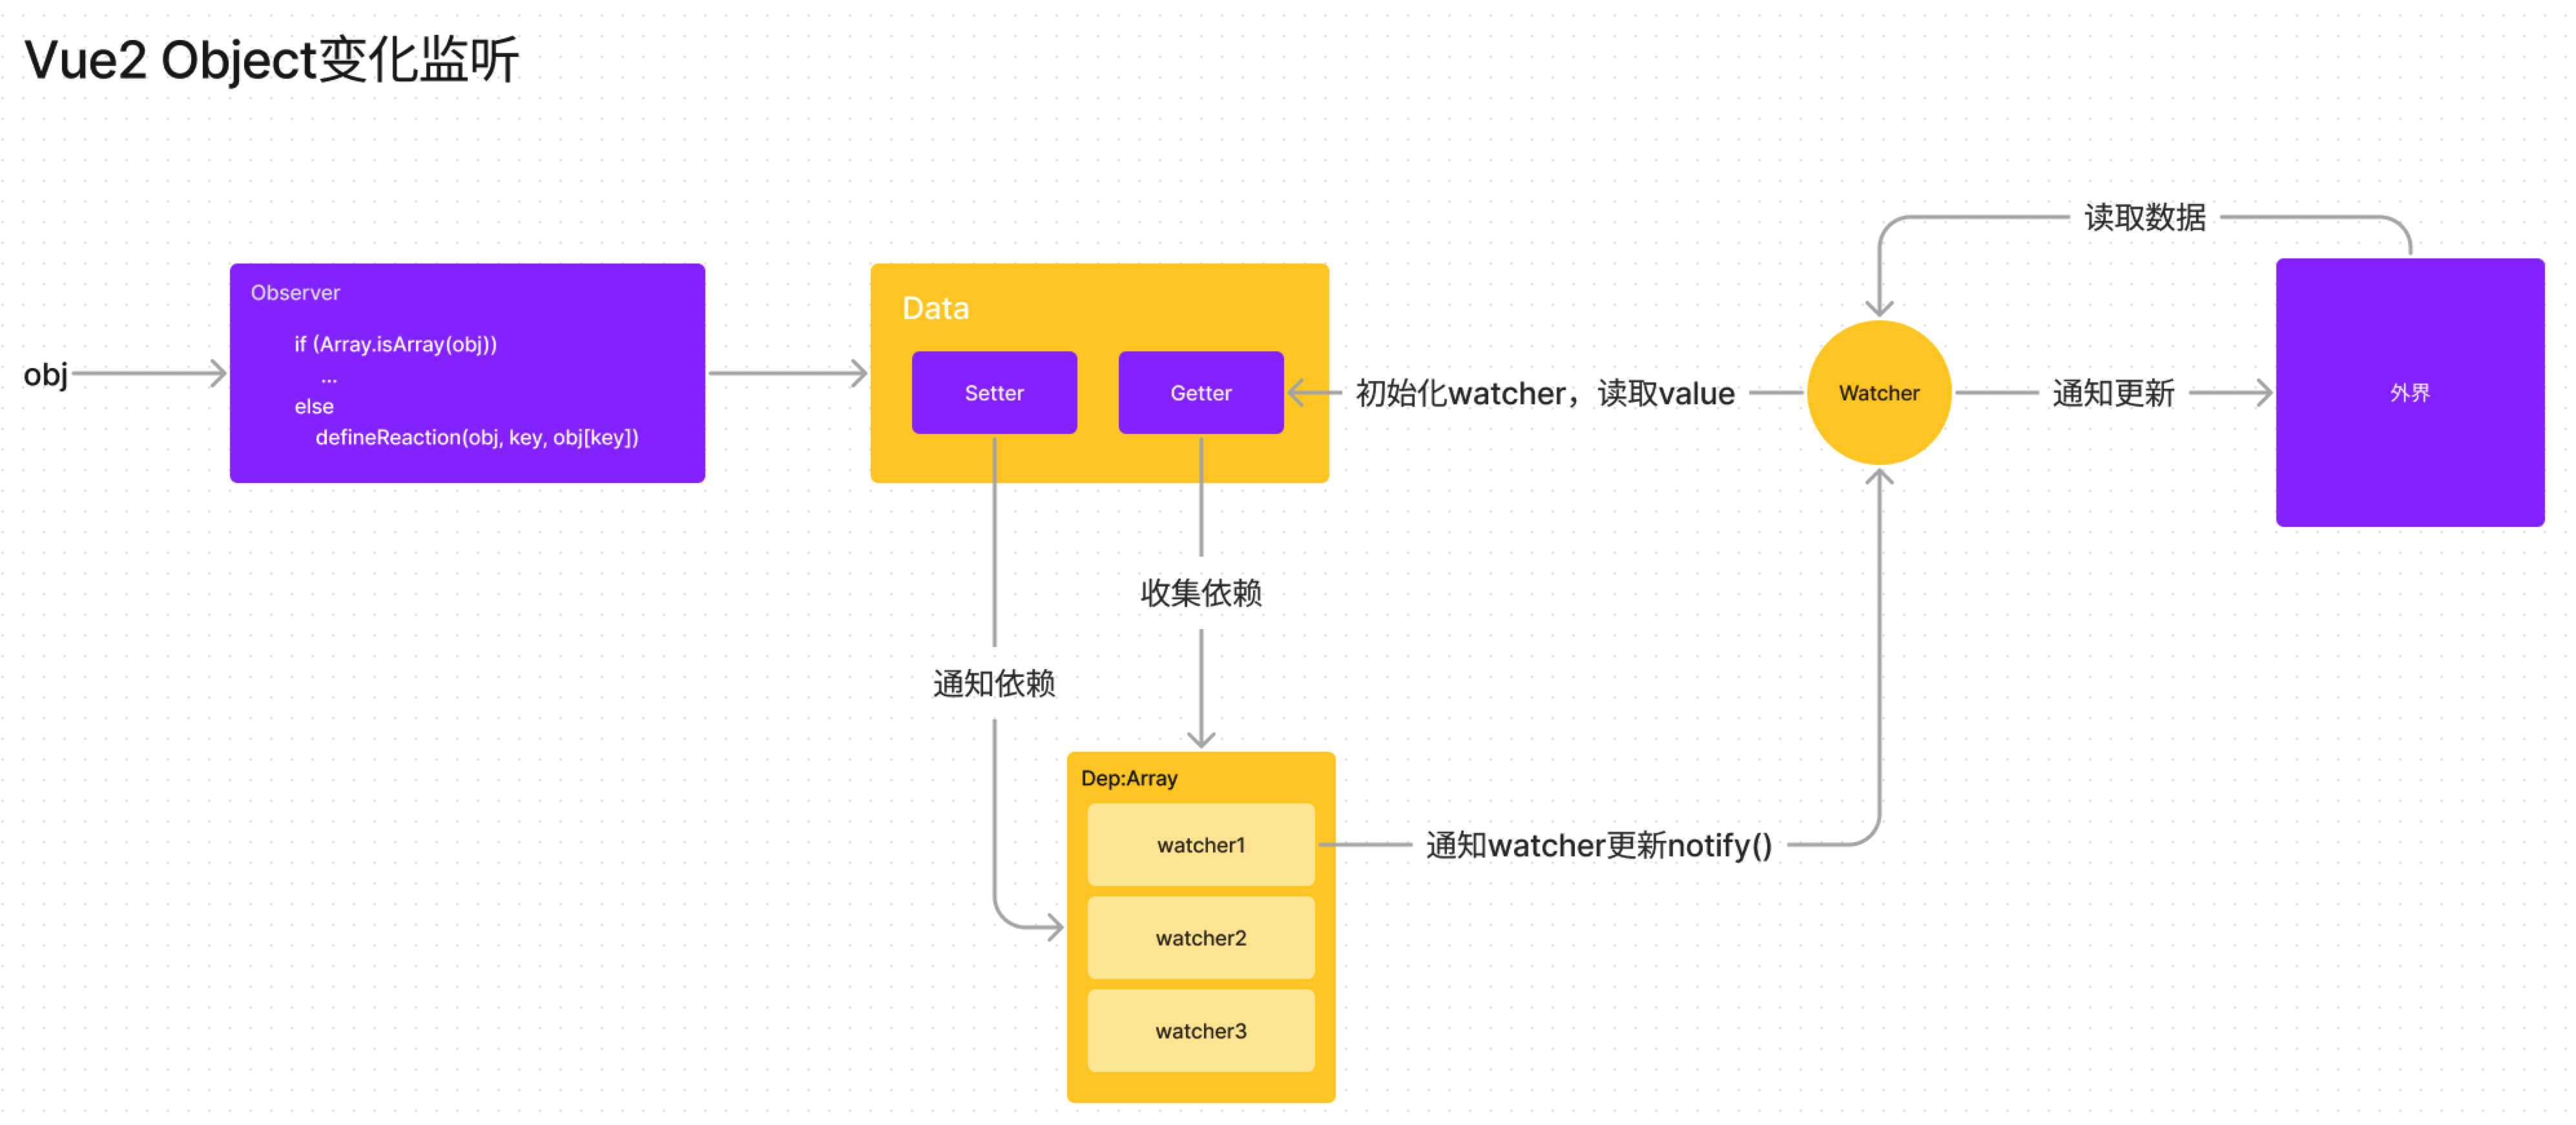 Vue2 Object变化监听
obj
Observer
if (Array.isArray(obj))
...
else
defineReaction(obj, key, obj[key])
Data
Setter
Getter
初始化watcher，读取value
Watcher
读取数据
通知更新
外界
收集依赖
通知依赖
Dep:Array
watcher1
watcher2
watcher3
通知watcher更新notify()